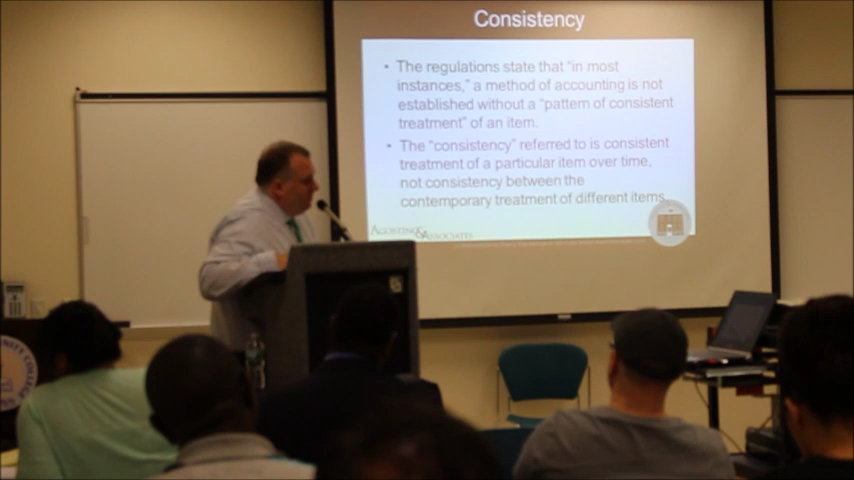 Consistency
• The regulations state that “in most
instances,” a method of accounting is not
established without a “pattern of consistent
treatment” of an item.
• The “consistency” referred to is consistent
treatment of a particular item over time,
not consistency between the
contemporary treatment of different items.
AGOSTINO & ASSOCIATES